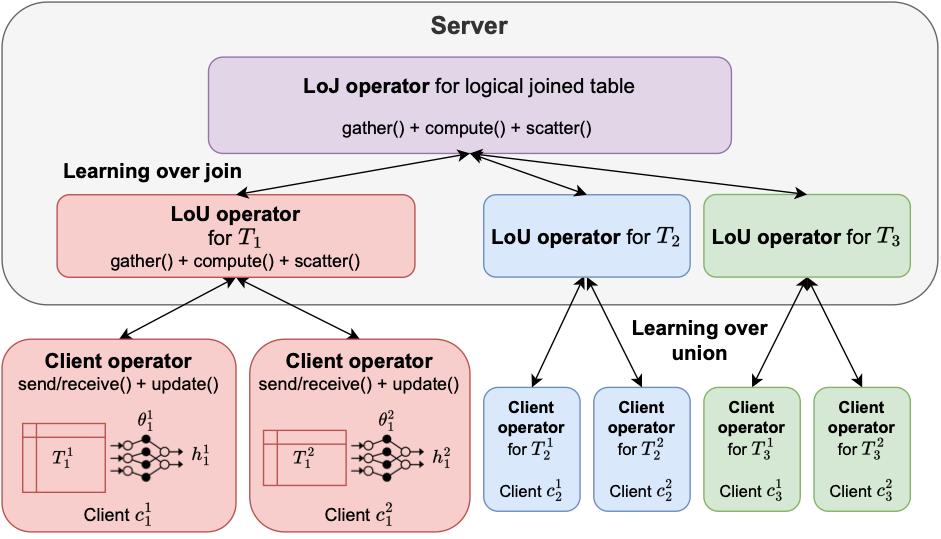 Server
LoJ operator for logical joined table
gather() + compute() + scatter()
Learning over join
LoU operator
for T₁
gather() + compute() + scatter()
LoU operator for T₂
LoU operator for T₃
Learning over
union
Client operator
send/receive() + update()
θ₁¹
T₁¹
h₁¹
Client c₁¹
Client operator
send/receive() + update()
θ₁²
T₁²
h₁²
Client c₁²
Client
operator
for T₂¹
Client c₂¹
Client
operator
for T₂²
Client c₂²
Client
operator
for T₃¹
Client c₃¹
Client
operator
for T₃²
Client c₃²